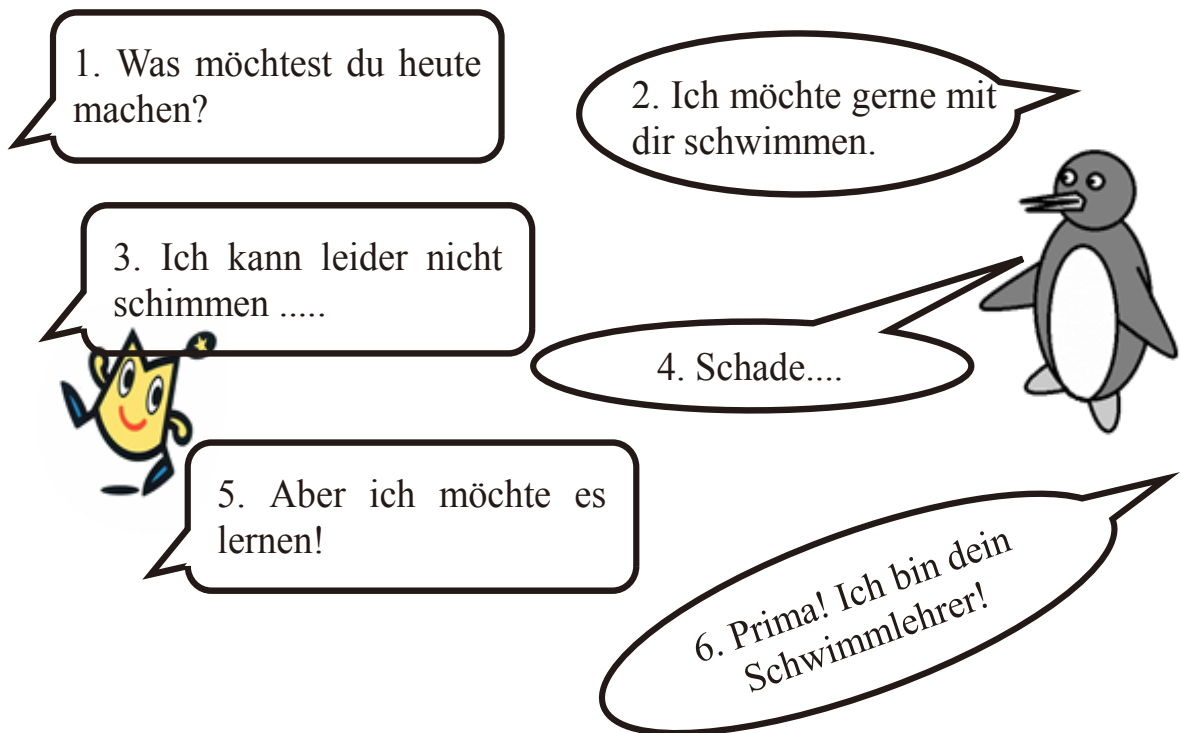 1. Was möchtest du heute
machen?
2. Ich möchte gerne mit
dir schwimmen.
3. Ich kann leider nicht
schimmen .....
4. Schade....
5. Aber ich möchte es
lernen!
6. Prima! Ich bin dein
Schwimmlehrer!